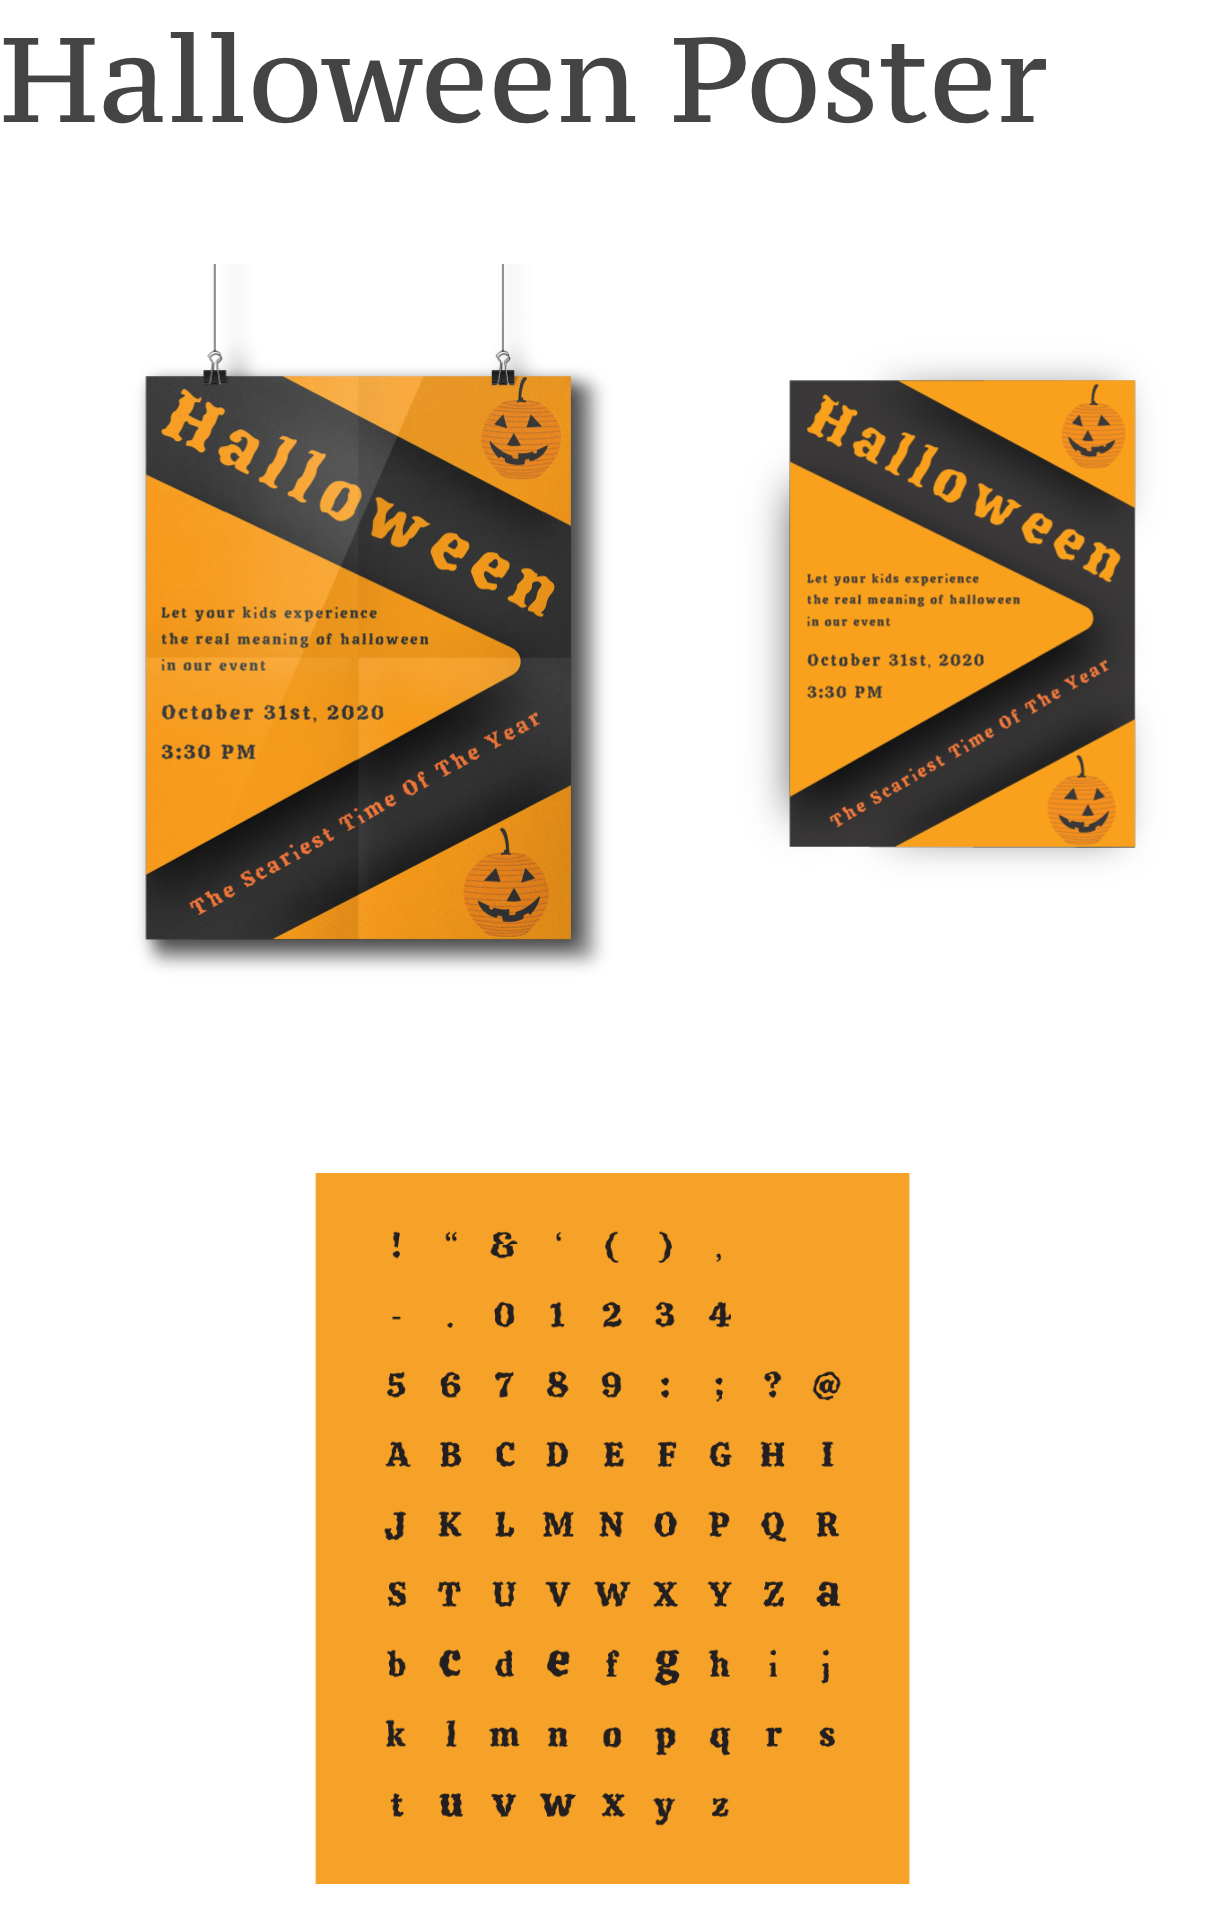 Halloween Poster
Halloween
Let your kids experience
the real meaning of halloween
in our event
October 31st, 2020
3:30 PM
The Scariest Time Of The Year
Halloween
Let your kids experience
the real meaning of halloween
in our event
October 31st, 2020
3:30 PM
The Scariest Time Of The Year
! “ & ‘ ( ) ,
- . 0 1 2 3 4
5 6 7 8 9 : ; ? @
A B C D E F G H I
J K L M N O P Q R
S T U V W X Y Z a
b c d e f g h i j
k l m n o p q r s
t u v w x y z